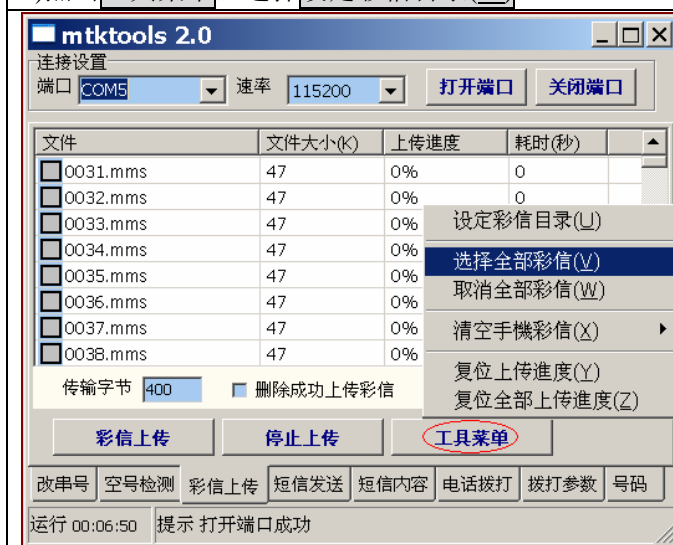 mtktools 2.0
连接设置
端口 COM5 速率 115200 打开端口 关闭端口
文件 文件大小(K) 上传進度 耗时(秒)
0031.mms 47 0% 0
0032.mms 47 0% 0
0033.mms 47 0%
0034.mms 47 0%
0035.mms 47 0%
0036.mms 47 0%
0037.mms 47 0%
0038.mms 47 0%
设定彩信目录(U)
选择全部彩信(V)
取消全部彩信(W)
清空手機彩信(X)
复位上传進度(Y)
复位全部上传進度(Z)
传输字节 400 删除成功上传彩信
彩信上传 停止上传 工具菜单
改串号 空号检测 彩信上传 短信发送 短信内容 电话拨打 拨打参数 号码
运行 00:06:50 提示 打开端口成功